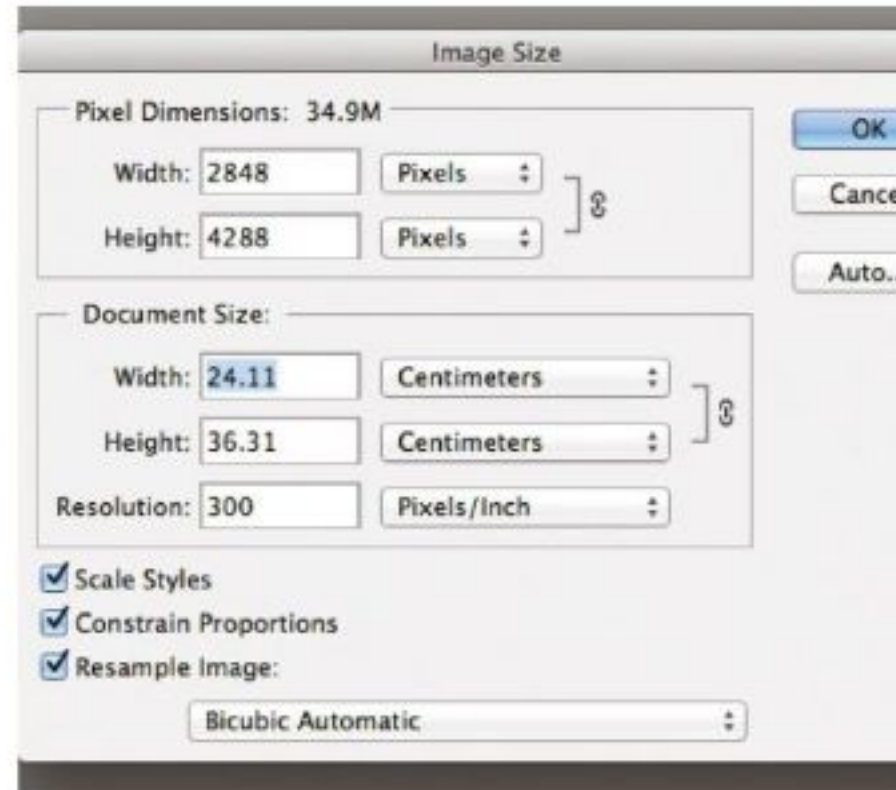 Image Size
Pixel Dimensions: 34.9M
Width: 2848 Pixels
Height: 4288 Pixels
OK
Cance
Auto..
Document Size:
Width: 24.11 Centimeters
Height: 36.31 Centimeters
Resolution: 300 Pixels/Inch
Scale Styles
Constrain Proportions
Resample Image:
Bicubic Automatic